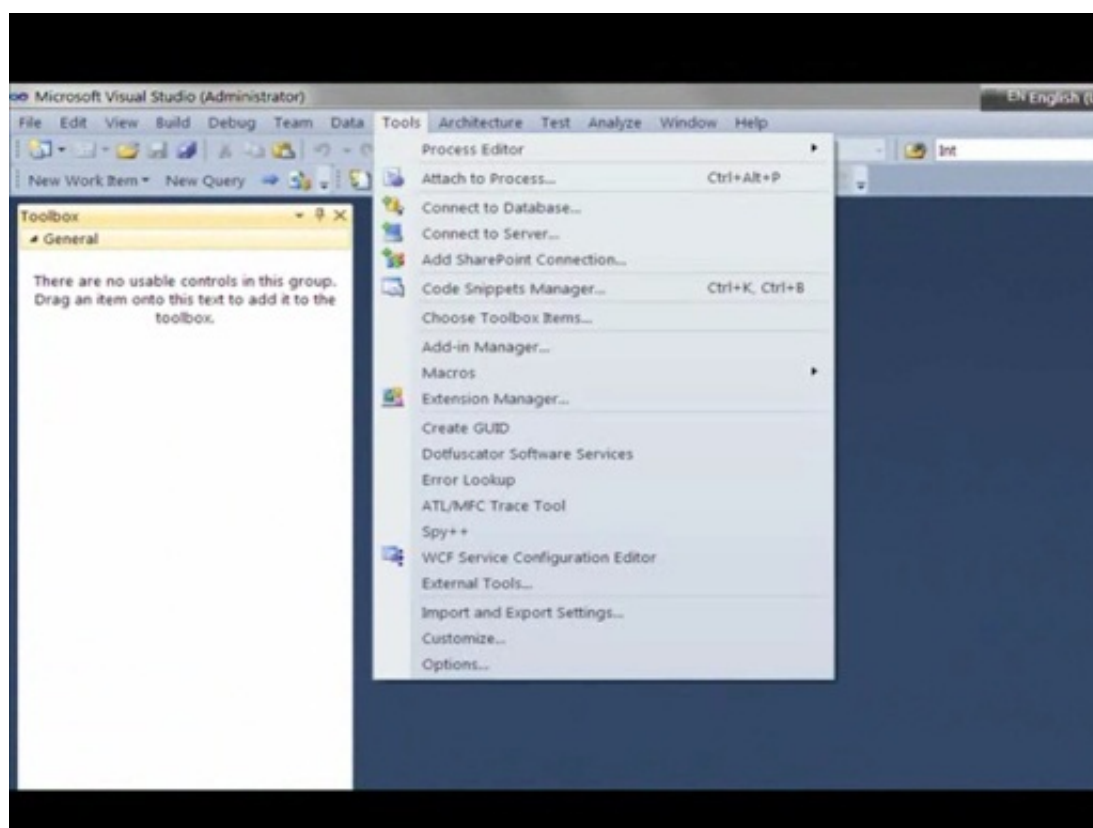 Microsoft Visual Studio (Administrator)
EN English (
File Edit View Build Debug Team Data Tools Architecture Test Analyze Window Help
Int
New Work Item New Query
Toolbox
General
There are no usable controls in this group.
Drag an item onto this text to add it to the
toolbox.
Process Editor
Attach to Process... Ctrl+Alt+P
Connect to Database...
Connect to Server...
Add SharePoint Connection...
Code Snippets Manager... Ctrl+K, Ctrl+B
Choose Toolbox Items...
Add-in Manager...
Macros
Extension Manager...
Create GUID
Dotfuscator Software Services
Error Lookup
ATL/MFC Trace Tool
Spy++
WCF Service Configuration Editor
External Tools...
Import and Export Settings...
Customize...
Options...